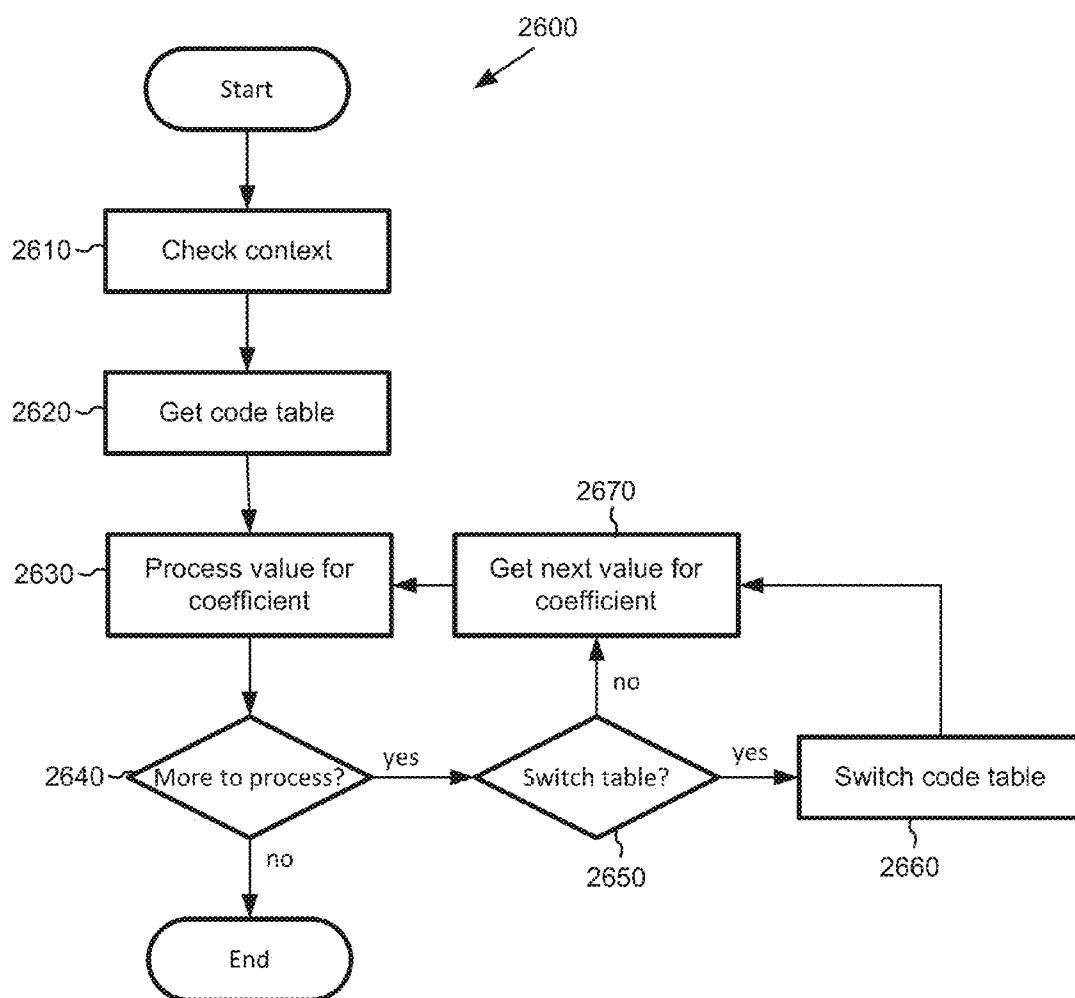 2600
Start
2610
Check context
2620
Get code table
2670
2630
Process value for
coefficient
Get next value for
coefficient
no
2640
More to process?
yes
Switch table?
yes
Switch code table
no
2650
2660
End